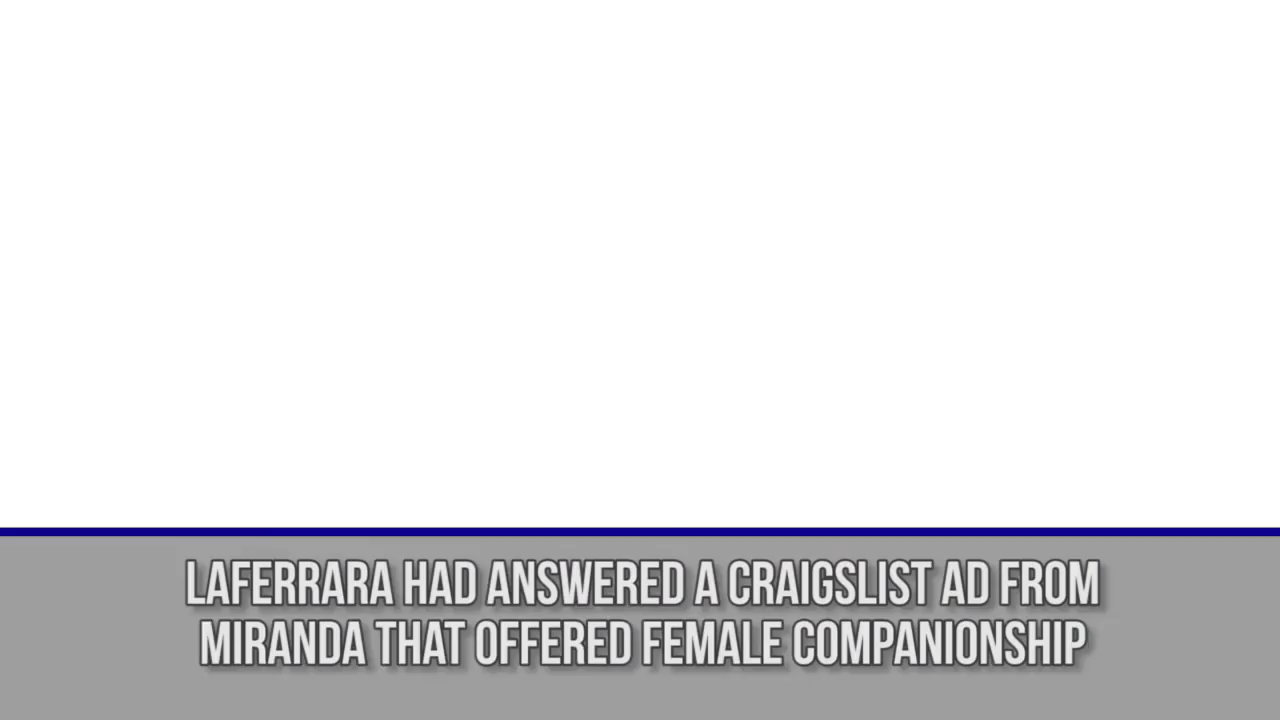 LAFERRARA HAD ANSWERED A CRAIGSLIST AD FROM
MIRANDA THAT OFFERED FEMALE COMPANIONSHIP